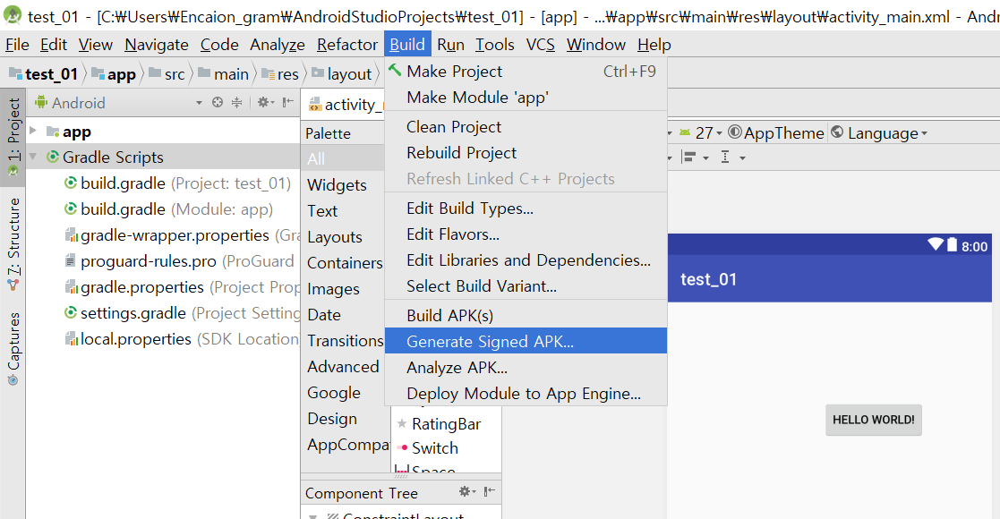 test_01 - [C:₩Users₩Encaion_gram₩AndroidStudioProjects₩test_01] - [app] - ...₩app₩src₩main₩res₩layout₩activity_main.xml - Andr
File Edit View Navigate Code Analyze Refactor Build Run Tools VCS Window Help
test_01 app src main res layout
Make Project Ctrl+F9
Make Module 'app'
Clean Project
Rebuild Project
Refresh Linked C++ Projects
Edit Build Types...
Edit Flavors...
Edit Libraries and Dependencies...
Select Build Variant...
Build APK(s)
Generate Signed APK...
Analyze APK...
Deploy Module to App Engine...
1: Project
7: Structure
Captures
Android
app
Gradle Scripts
build.gradle (Project: test_01)
build.gradle (Module: app)
gradle-wrapper.properties (Gra
proguard-rules.pro (ProGuard
gradle.properties (Project Prop
settings.gradle (Project Setting
local.properties (SDK Location
activity_
Palette
All
Widgets
Text
Layouts
Containers
Images
Date
Transitions
Advanced
Google
Design
AppCompa
RatingBar
Switch
Space
Component Tree
ConstraintLayout
27 AppTheme Language
8:00
test_01
HELLO WORLD!